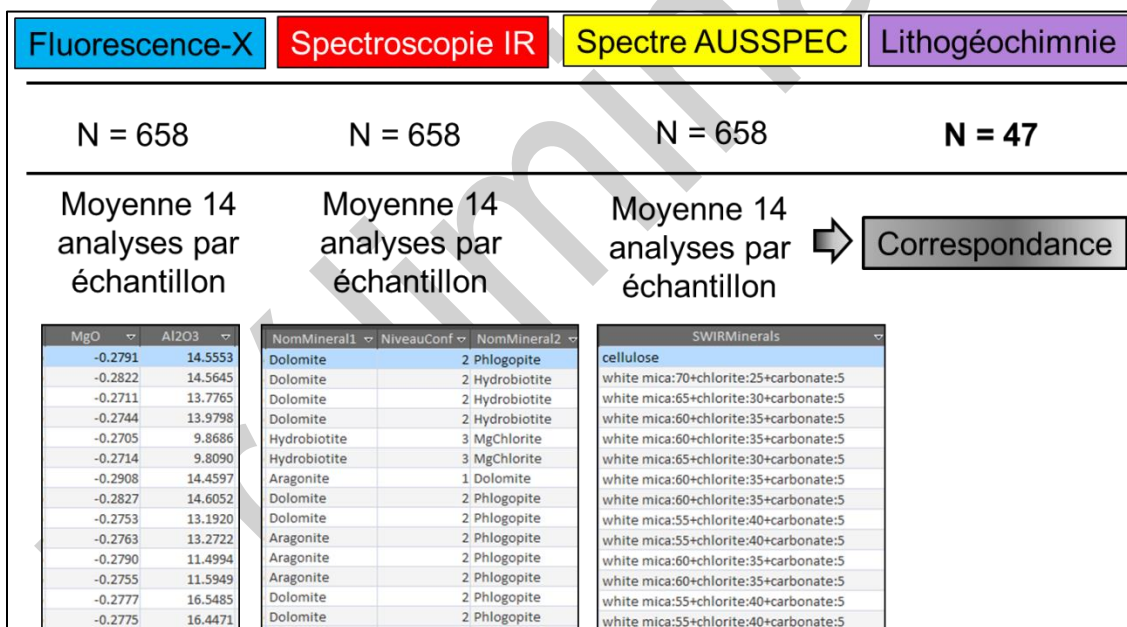 Fluorescence-X Spectroscopie IR Spectre AUSSPEC Lithogéochimnie
N = 658 N = 658 N = 658 N = 47
Moyenne 14
analyses par
échantillon
Moyenne 14
analyses par
échantillon
Moyenne 14
analyses par
échantillon
Correspondance
MgO Al2O3
-0.2791 14.5553
-0.2822 14.5645
-0.2711 13.7765
-0.2744 13.9798
-0.2705 9.8686
-0.2714 9.8090
-0.2908 14.4597
-0.2827 14.6052
-0.2753 13.1920
-0.2763 13.2722
-0.2790 11.4994
-0.2755 11.5949
-0.2777 16.5485
-0.2775 16.4471
NomMineral1 NiveauConf NomMineral2
Dolomite 2 Phlogopite
Dolomite 2 Hydrobiotite
Dolomite 2 Hydrobiotite
Dolomite 2 Hydrobiotite
Hydrobiotite 3 MgChlorite
Hydrobiotite 3 MgChlorite
Aragonite 1 Dolomite
Dolomite 2 Phlogopite
Dolomite 2 Phlogopite
Aragonite 2 Phlogopite
Aragonite 2 Phlogopite
Aragonite 2 Phlogopite
Dolomite 2 Phlogopite
Dolomite 2 Phlogopite
SWIRMinerals
cellulose
white mica:70+chlorite:25+carbonate:5
white mica:65+chlorite:30+carbonate:5
white mica:60+chlorite:35+carbonate:5
white mica:60+chlorite:35+carbonate:5
white mica:65+chlorite:30+carbonate:5
white mica:60+chlorite:35+carbonate:5
white mica:60+chlorite:35+carbonate:5
white mica:55+chlorite:40+carbonate:5
white mica:55+chlorite:40+carbonate:5
white mica:60+chlorite:35+carbonate:5
white mica:60+chlorite:35+carbonate:5
white mica:55+chlorite:40+carbonate:5
white mica:55+chlorite:40+carbonate:5